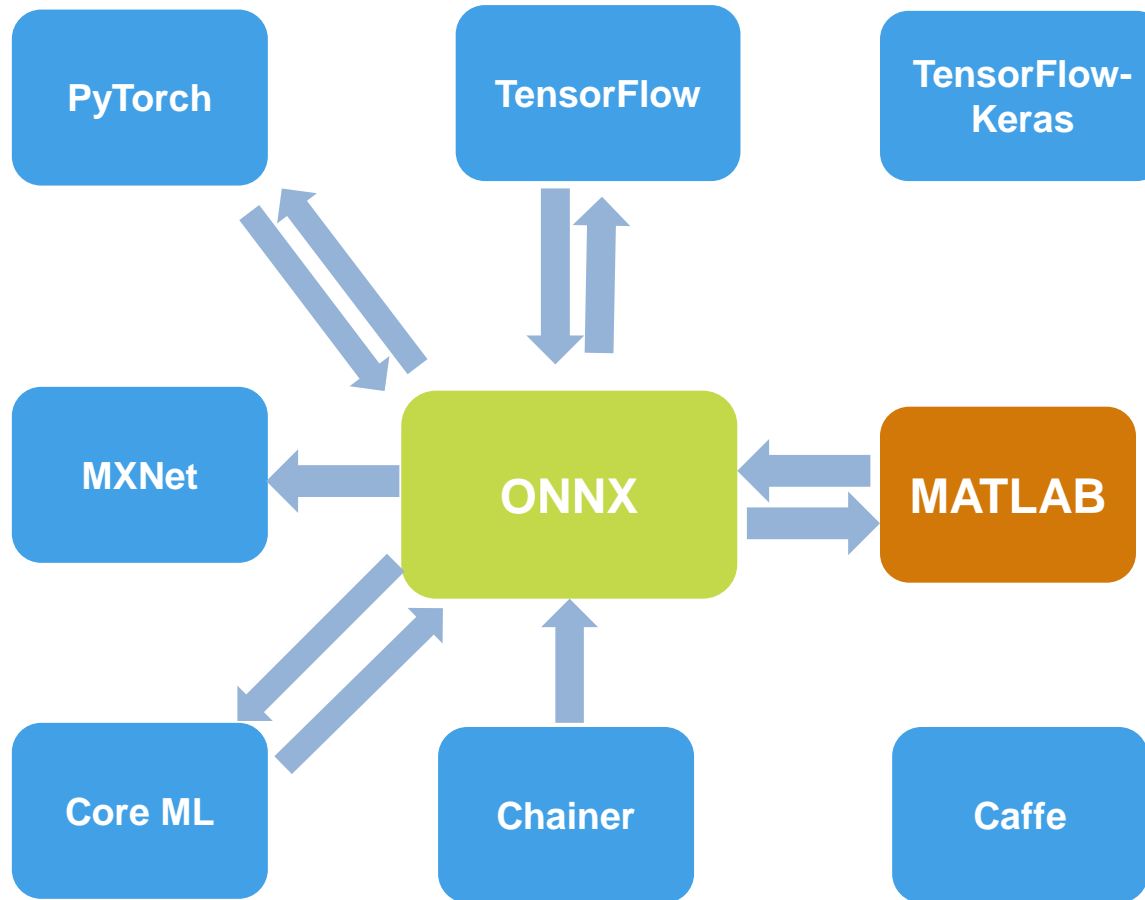 PyTorch
TensorFlow
TensorFlow-
Keras
MXNet
ONNX
MATLAB
Core ML
Chainer
Caffe